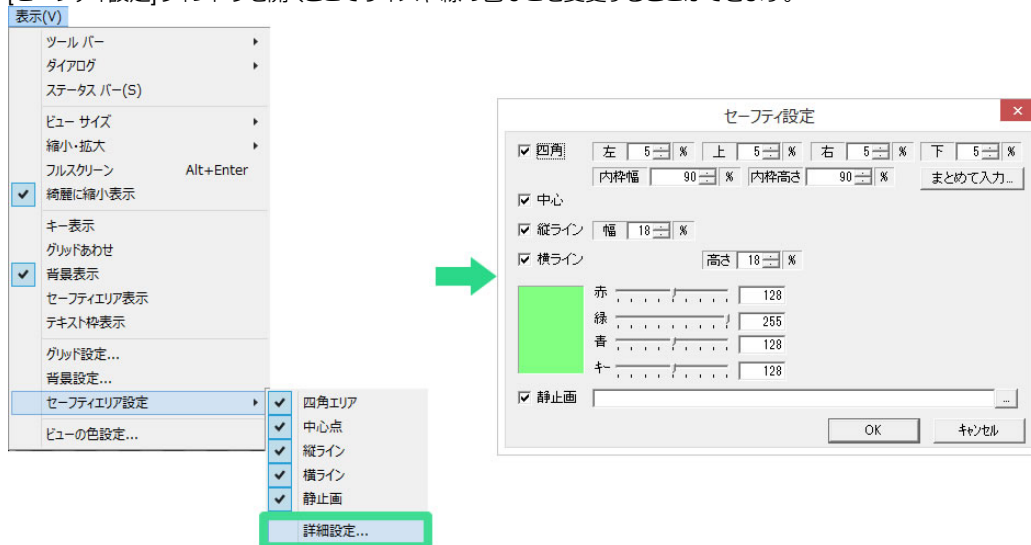 表示(V)
ツール バー
ダイアログ
ステータス バー(S)
ビュー サイズ
縮小・拡大
フルスクリーン Alt+Enter
綺麗に縮小表示
キー表示
グリッドあわせ
背景表示
セーフティエリア表示
テキスト枠表示
グリッド設定...
背景設定...
セーフティエリア設定
ビューの色設定...
四角エリア
中心点
縦ライン
横ライン
静止画
詳細設定...
セーフティ設定
四角 左 5 % 上 5 % 右 5 % 下 5 %
内枠幅 90 % 内枠高さ 90 % まとめて入力...
中心
縦ライン 幅 18 %
横ライン 高さ 18 %
赤 128
緑 255
青 128
キー 128
静止画 ...
OK キャンセル